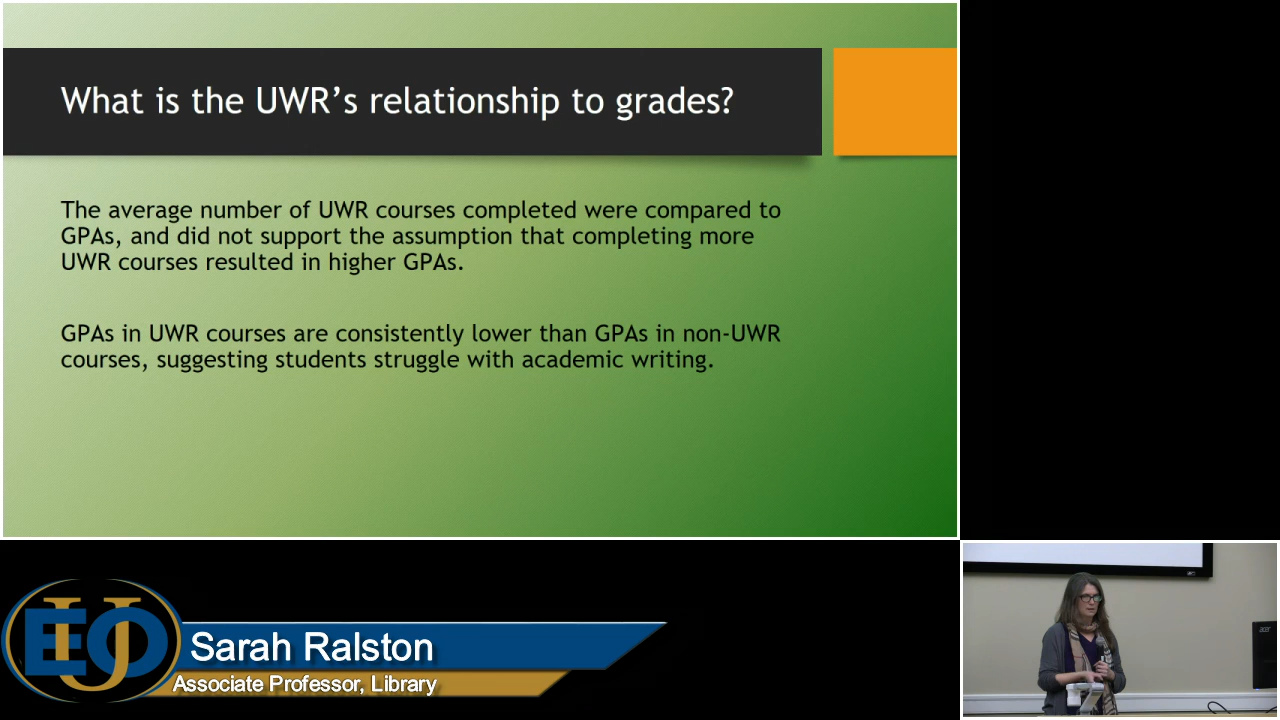 What is the UWR's relationship to grades?
The average number of UWR courses completed were compared to
GPAs, and did not support the assumption that completing more
UWR courses resulted in higher GPAs.
GPAs in UWR courses are consistently lower than GPAs in non-UWR
courses, suggesting students struggle with academic writing.
EOU
Sarah Ralston
Associate Professor, Library
acer